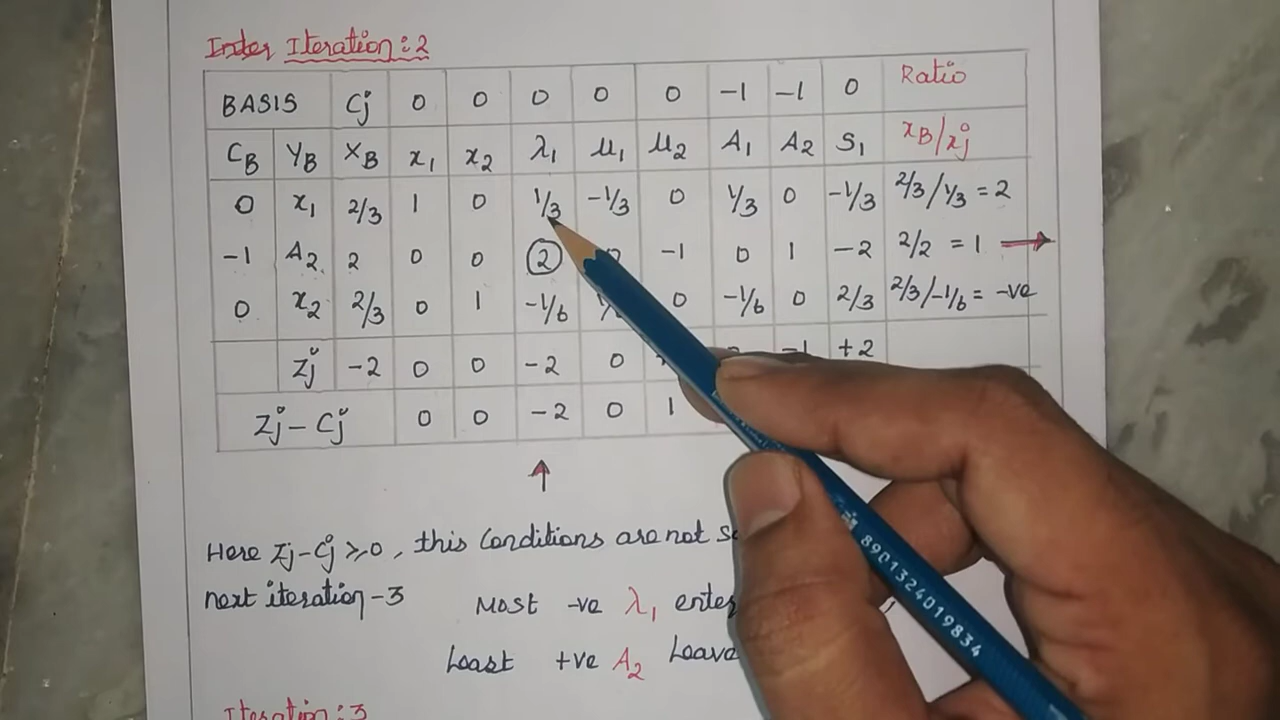 Inder Iteration:2
BASIS Cj 0 0 0 0 0 -1 -1 0 Ratio
CB YB XB x1 x2 λ1 μ1 μ2 A1 A2 S1 xB/xj
0 x1 2/3 1 0 1/3 -1/3 0 1/3 0 -1/3 2/3/1/3 = 2
-1 A2 2 0 0 2 -1 0 1 -2 2/2 = 1
0 x2 2/3 0 1 -1/6 0 -1/6 0 2/3 2/3/-1/6 = -ve
Zj -2 0 0 -2 0 -1 +2
Zj - Cj 0 0 -2 0 1
Here Zj-Cj ≥0, this Conditions are not
next iteration-3 Most -ve λ1 enter
Least +ve A2 Leave
Iteration:3
8901324019834